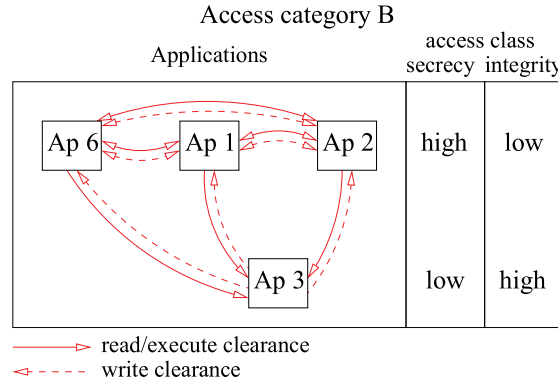 Access category B
Applications
access class
secrecy integrity
Ap 6 Ap 1 Ap 2 high low
Ap 3 low high
read/execute clearance
write clearance